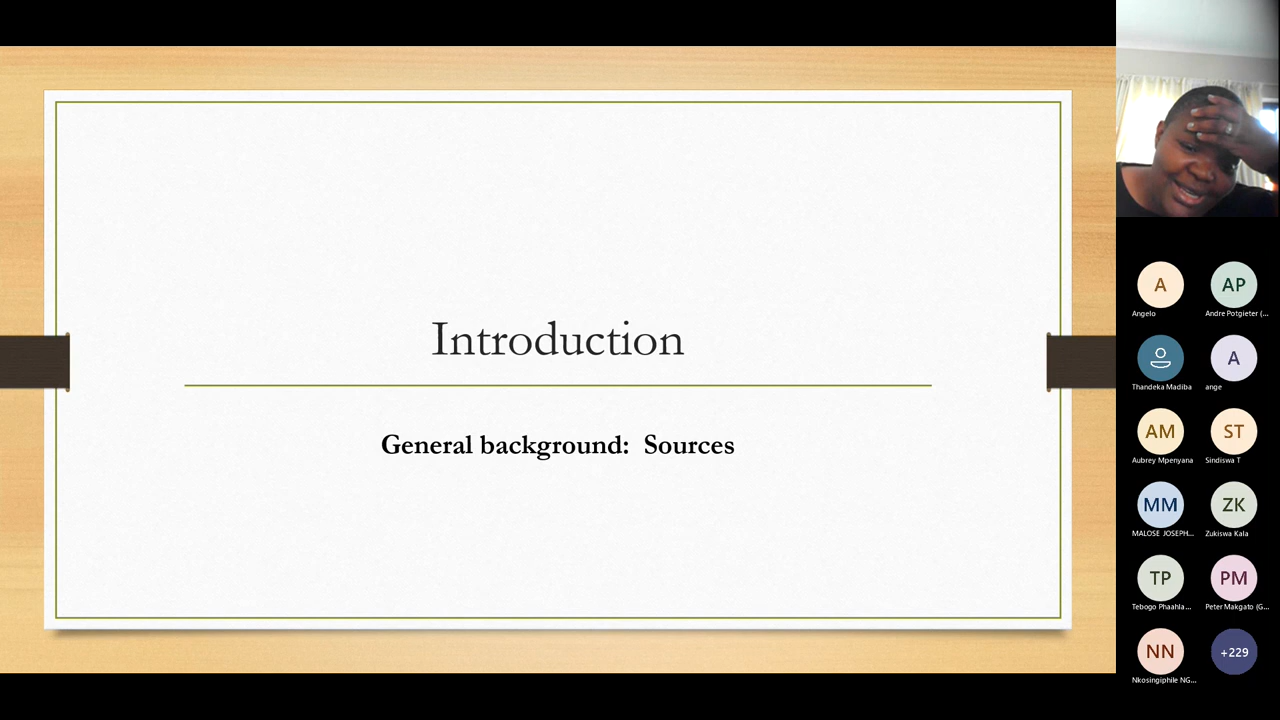 Introduction
General background: Sources
A
AP
Angelo
Andre Potgieter (...
Thandeka Madiba
A
ange
AM
ST
Aubrey Mpenyana
Sindiswa T
MM
ZK
MALOSE JOSEPH...
Zukiswa Kala
TP
PM
Tebogo Phaahla...
Peter Makgato (G...
NN
+229
Nkosingiphile NG...